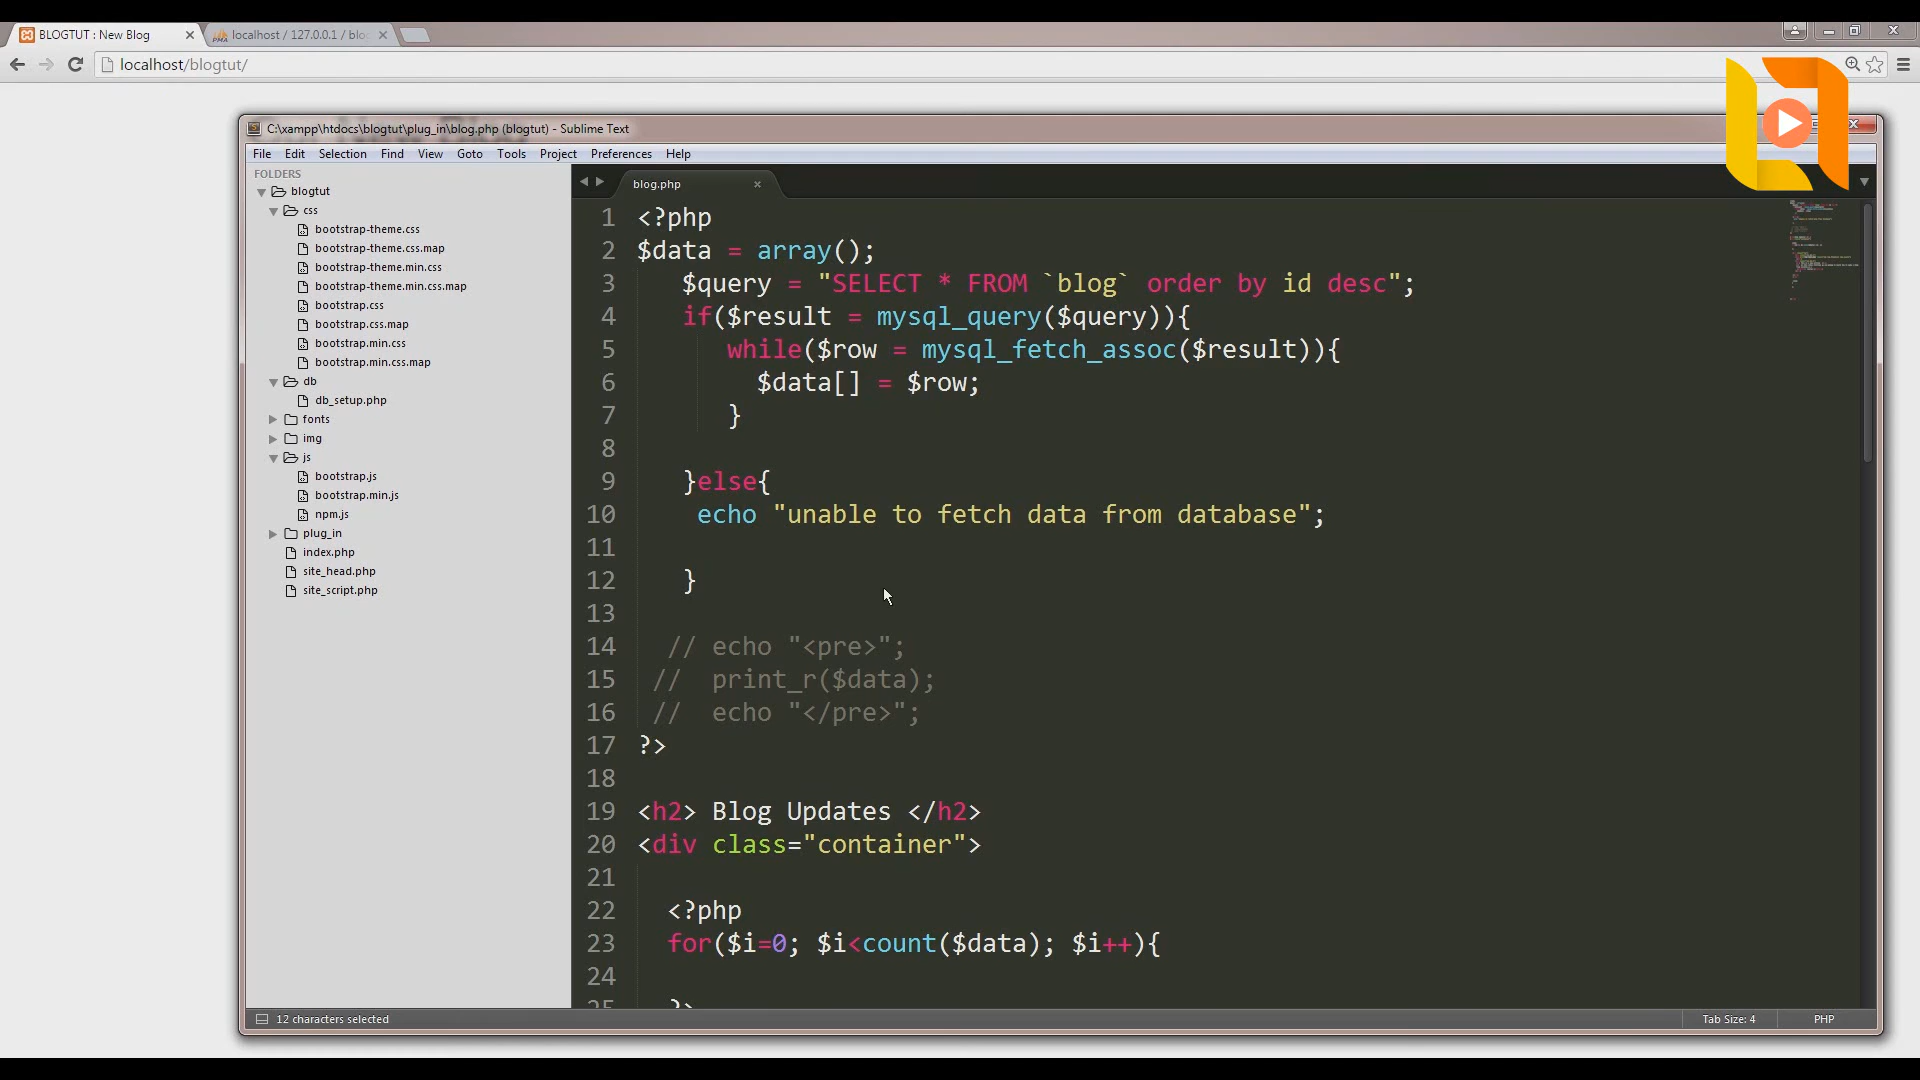 BLOGTUT : New Blog
localhost / 127.0.0.1 / blo
localhost/blogtut/
C:\xampp\htdocs\blogtut\plug_in\blog.php (blogtut) - Sublime Text
File Edit Selection Find View Goto Tools Project Preferences Help
FOLDERS
blogtut
css
bootstrap-theme.css
bootstrap-theme.css.map
bootstrap-theme.min.css
bootstrap-theme.min.css.map
bootstrap.css
bootstrap.css.map
bootstrap.min.css
bootstrap.min.css.map
db
db_setup.php
fonts
img
js
bootstrap.js
bootstrap.min.js
npm.js
plug_in
index.php
site_head.php
site_script.php
blog.php
1 <?php
2 $data = array();
3 $query = "SELECT * FROM `blog` order by id desc";
4 if($result = mysql_query($query)){
5 while($row = mysql_fetch_assoc($result)){
6 $data[] = $row;
7 }
8
9 }else{
10 echo "unable to fetch data from database";
11
12 }
13
14 // echo "<pre>";
15 // print_r($data);
16 // echo "</pre>";
17 ?>
18
19 <h2> Blog Updates </h2>
20 <div class="container">
21
22 <?php
23 for($i=0; $i<count($data); $i++){
24
25 ?>
12 characters selected
Tab Size: 4
PHP